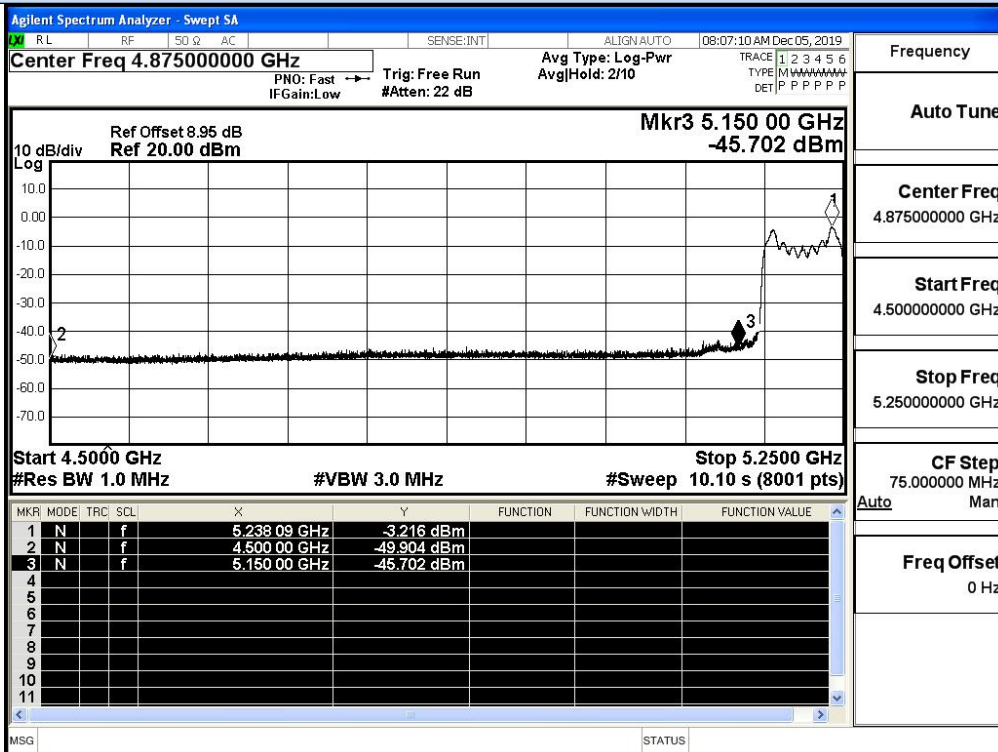 Agilent Spectrum Analyzer - Swept SA
LXI RL RF 50 Ω AC SENSE:INT ALIGN AUTO 08:07:10 AM Dec 05, 2019
Center Freq 4.875000000 GHz
PNO: Fast
IFGain:Low
Trig: Free Run
#Atten: 22 dB
Avg Type: Log-Pwr
Avg|Hold: 2/10
TRACE 1 2 3 4 5 6
TYPE M W W W W W
DET P P P P P P
Ref Offset 8.95 dB
10 dB/div Ref 20.00 dBm
Log
Mkr3 5.150 00 GHz
-45.702 dBm
10.0
0.00
-10.0
-20.0
-30.0
-40.0
-50.0
-60.0
-70.0
1
2
3
Start 4.5000 GHz Stop 5.2500 GHz
#Res BW 1.0 MHz #VBW 3.0 MHz #Sweep 10.10 s (8001 pts)
MKR MODE TRC SCL X Y FUNCTION FUNCTION WIDTH FUNCTION VALUE
1 N f 5.238 09 GHz -3.216 dBm
2 N f 4.500 00 GHz -49.904 dBm
3 N f 5.150 00 GHz -45.702 dBm
4
5
6
7
8
9
10
11
MSG STATUS
Frequency
Auto Tune
Center Freq
4.875000000 GHz
Start Freq
4.500000000 GHz
Stop Freq
5.250000000 GHz
CF Step
75.000000 MHz
Auto Man
Freq Offset
0 Hz